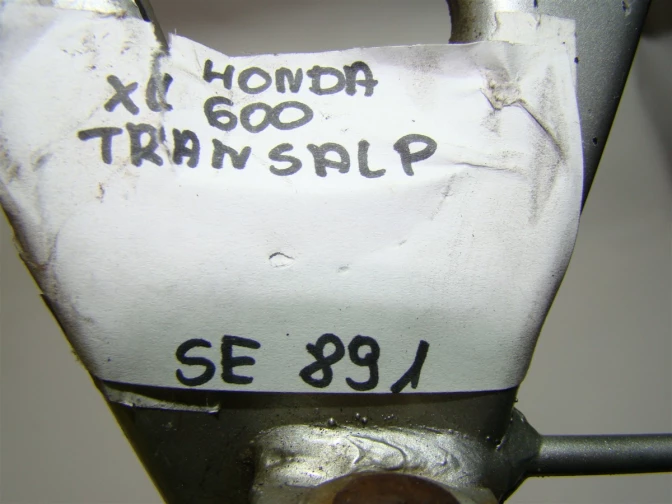 HONDA
XL 600
TRANSALP
SE 891